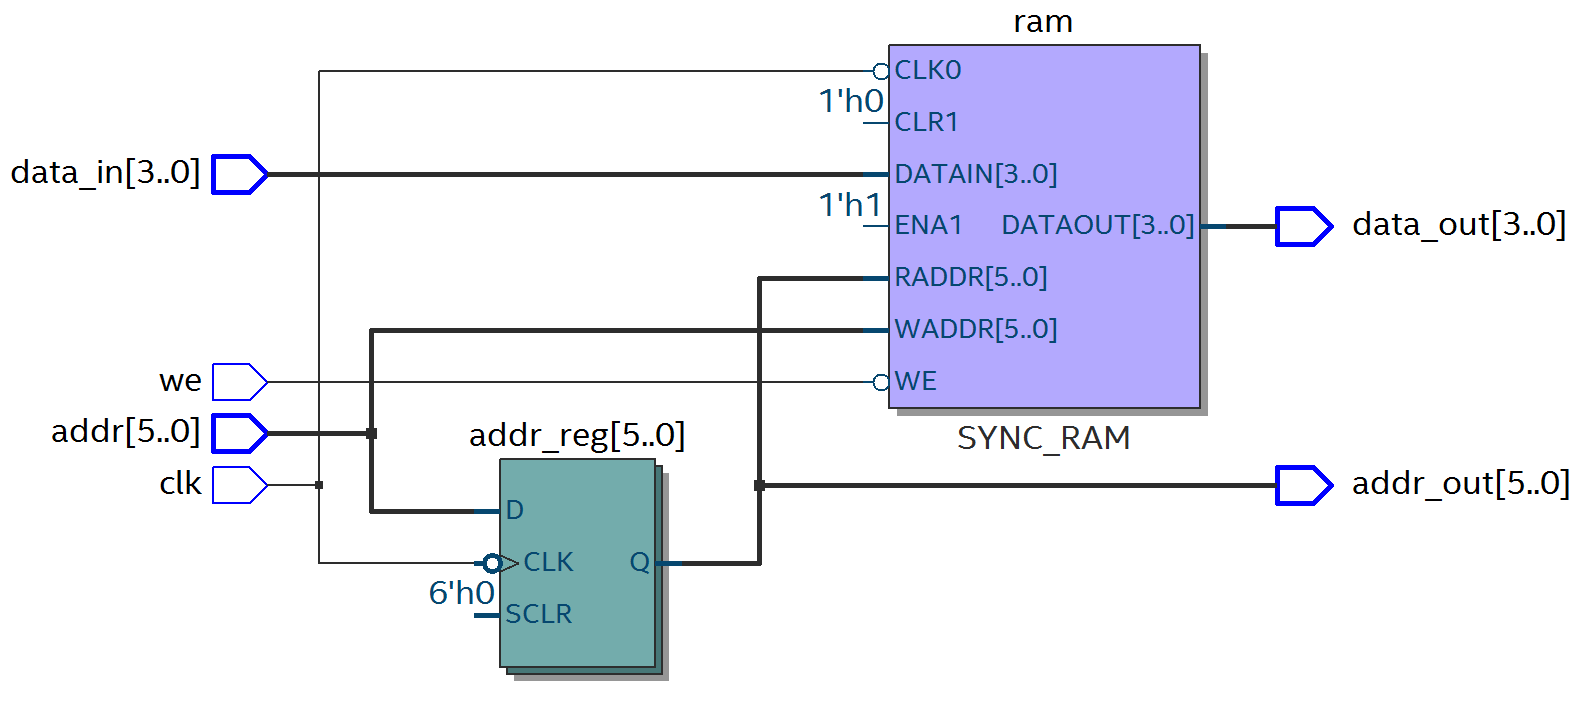 ram
CLK0
1'h0
CLR1
data_in[3..0]
DATAIN[3..0]
1'h1
ENA1
DATAOUT[3..0]
data_out[3..0]
RADDR[5..0]
WADDR[5..0]
we
WE
addr[5..0]
addr_reg[5..0]
SYNC_RAM
clk
addr_out[5..0]
D
CLK
Q
6'h0
SCLR